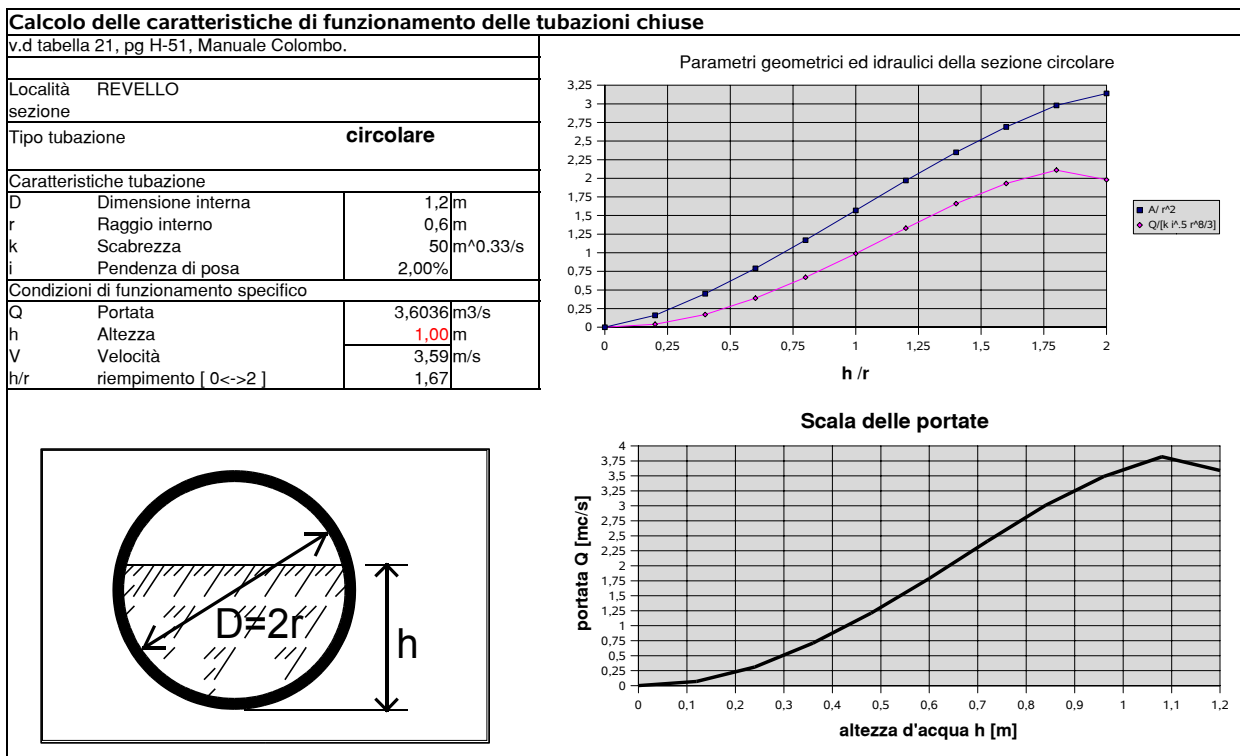 Calcolo delle caratteristiche di funzionamento delle tubazioni chiuse
v.d tabella 21, pg H-51, Manuale Colombo.
Località REVELLO
sezione
Tipo tubazione circolare
Caratteristiche tubazione
D Dimensione interna 1,2 m
r Raggio interno 0,6 m
k Scabrezza 50 m^0.33/s
i Pendenza di posa 2,00%
Condizioni di funzionamento specifico
Q Portata 3,6036 m3/s
h Altezza 1,00 m
V Velocità 3,59 m/s
h/r riempimento [ 0<->2 ] 1,67
D=2r
h
Parametri geometrici ed idraulici della sezione circolare
3,25
3
2,75
2,5
2,25
2
1,75
1,5
1,25
1
0,75
0,5
0,25
0
0 0,25 0,5 0,75 1 1,25 1,5 1,75 2
h /r
A/ r^2
Q/[k i^.5 r^8/3]
Scala delle portate
4
3,75
3,5
3,25
3
2,75
2,5
2,25
2
1,75
1,5
1,25
1
0,75
0,5
0,25
0
portata Q [mc/s]
0 0,1 0,2 0,3 0,4 0,5 0,6 0,7 0,8 0,9 1 1,1 1,2
altezza d'acqua h [m]